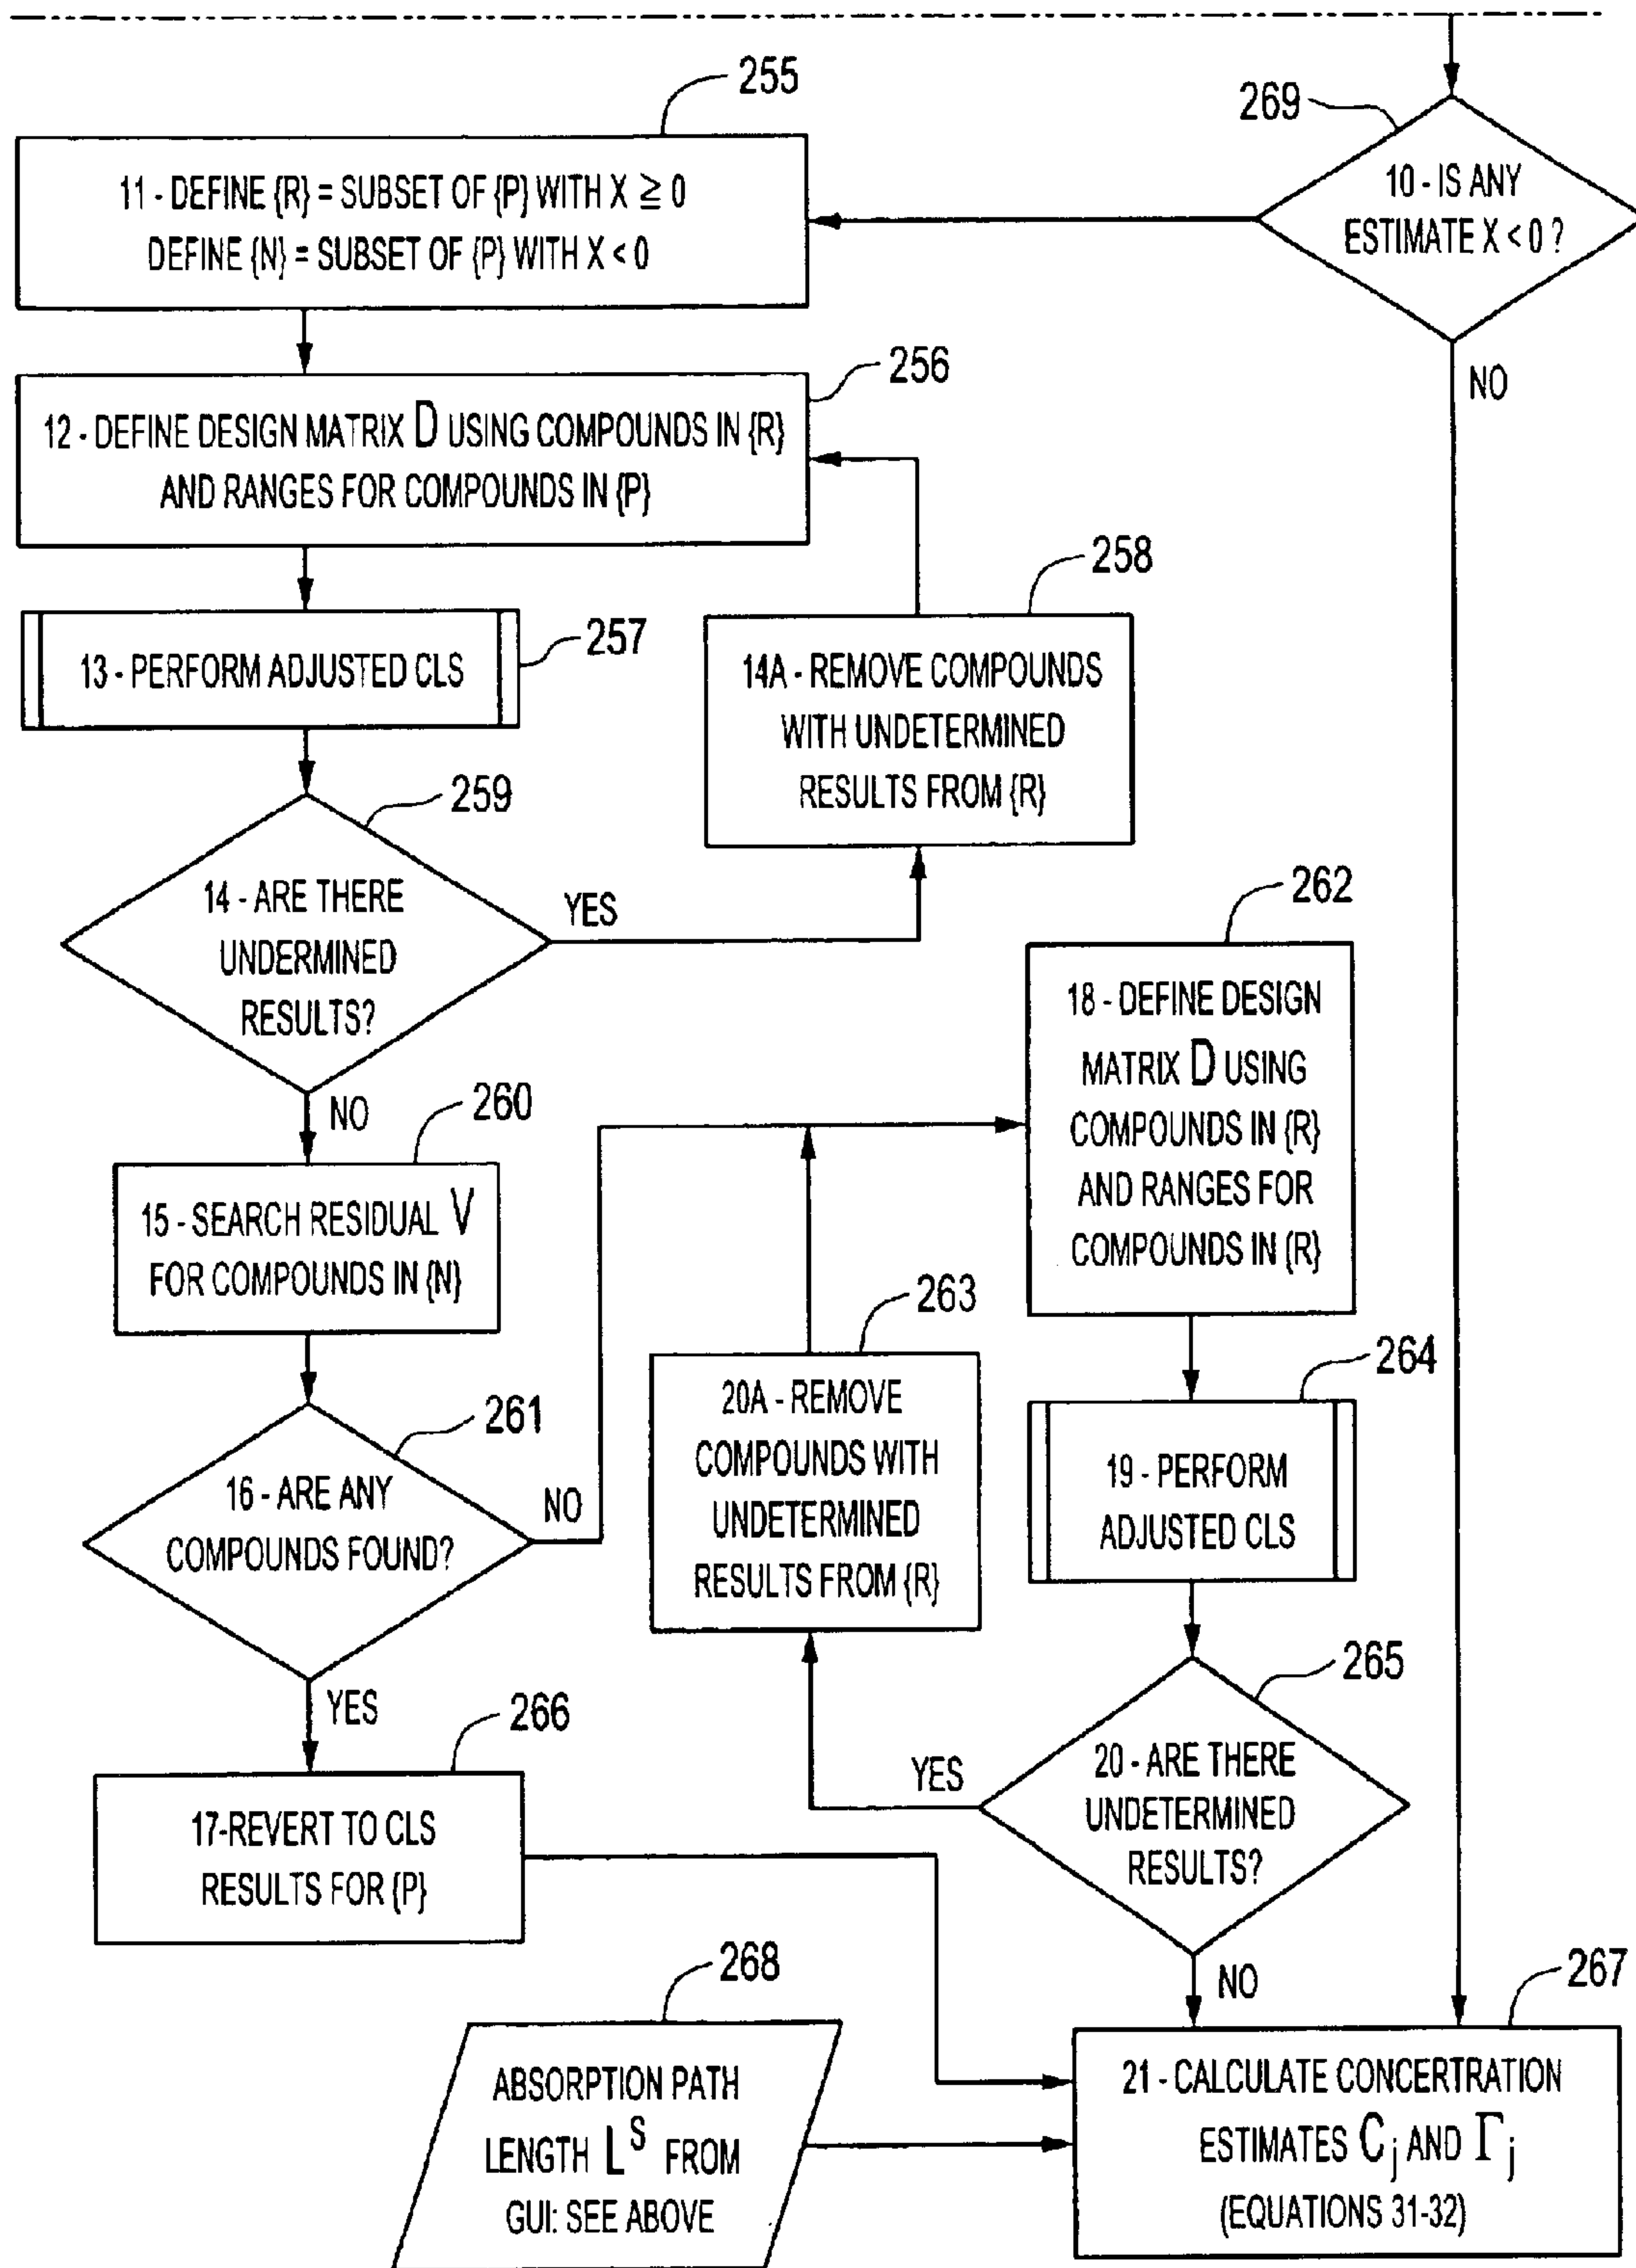 255
11 - DEFINE {R} = SUBSET OF {P} WITH X ≧ 0
DEFINE {N} = SUBSET OF {P} WITH X < 0
269
10 - IS ANY
ESTIMATE X < 0 ?
NO
256
12 - DEFINE DESIGN MATRIX D USING COMPOUNDS IN {R}
AND RANGES FOR COMPOUNDS IN {P}
257
13 - PERFORM ADJUSTED CLS
258
14A - REMOVE COMPOUNDS
WITH UNDETERMINED
RESULTS FROM {R}
259
14 - ARE THERE
UNDERMINED
RESULTS?
YES
NO
260
15 - SEARCH RESIDUAL V
FOR COMPOUNDS IN {N}
261
16 - ARE ANY
COMPOUNDS FOUND?
NO
YES
262
18 - DEFINE DESIGN
MATRIX D USING
COMPOUNDS IN {R}
AND RANGES FOR
COMPOUNDS IN {R}
263
20A - REMOVE
COMPOUNDS WITH
UNDETERMINED
RESULTS FROM {R}
264
19 - PERFORM
ADJUSTED CLS
265
20 - ARE THERE
UNDETERMINED
RESULTS?
YES
NO
266
17-REVERT TO CLS
RESULTS FOR {P}
268
ABSORPTION PATH
LENGTH L^S FROM
GUI: SEE ABOVE
267
21 - CALCULATE CONCERTRATION
ESTIMATES C_j AND Γ_j
(EQUATIONS 31-32)